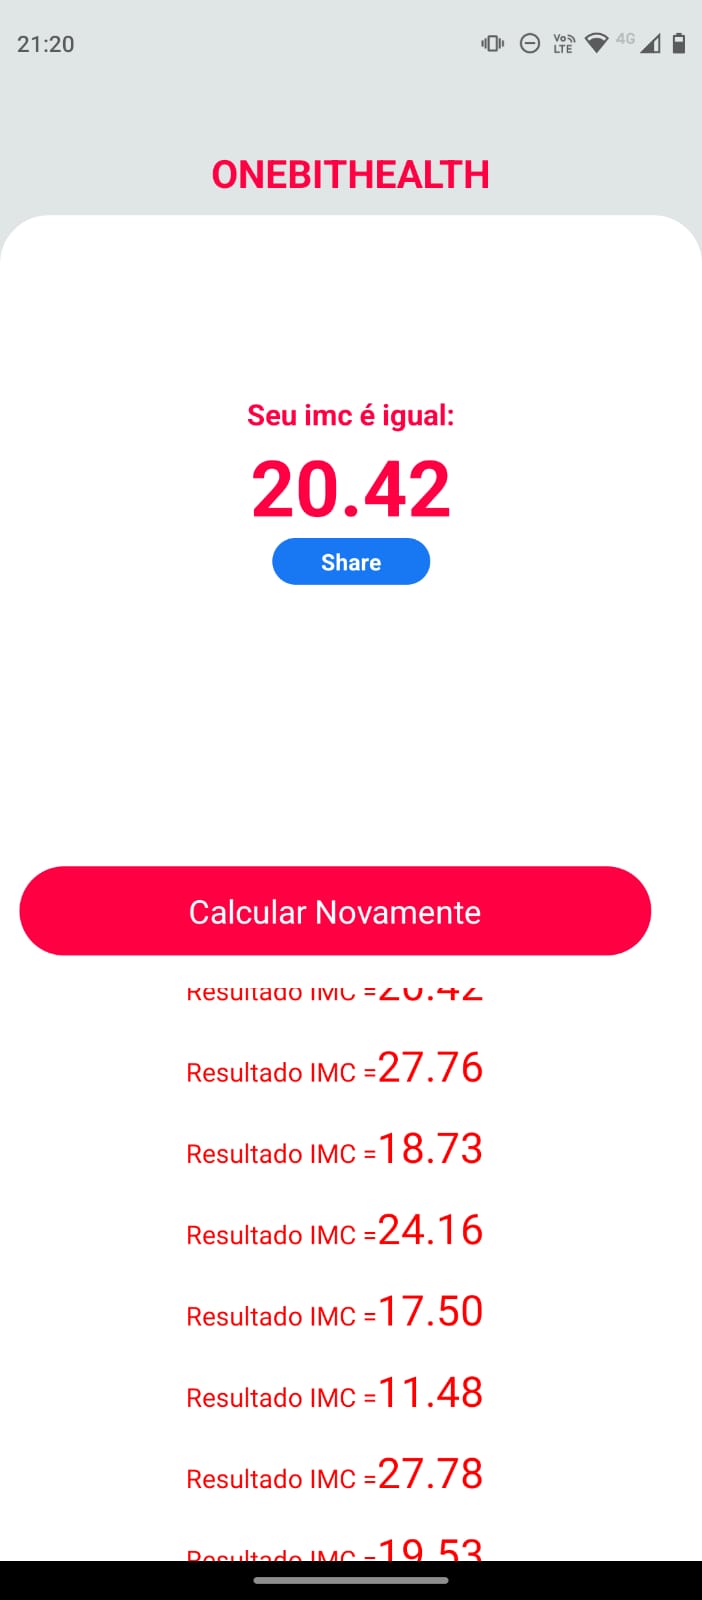 21:20
Vo
LTE
4G
ONEBITHEALTH
Seu imc é igual:
20.42
Share
Calcular Novamente
Resultado IMC =20.42
Resultado IMC =27.76
Resultado IMC =18.73
Resultado IMC =24.16
Resultado IMC =17.50
Resultado IMC =11.48
Resultado IMC =27.78
Resultado IMC =19.53